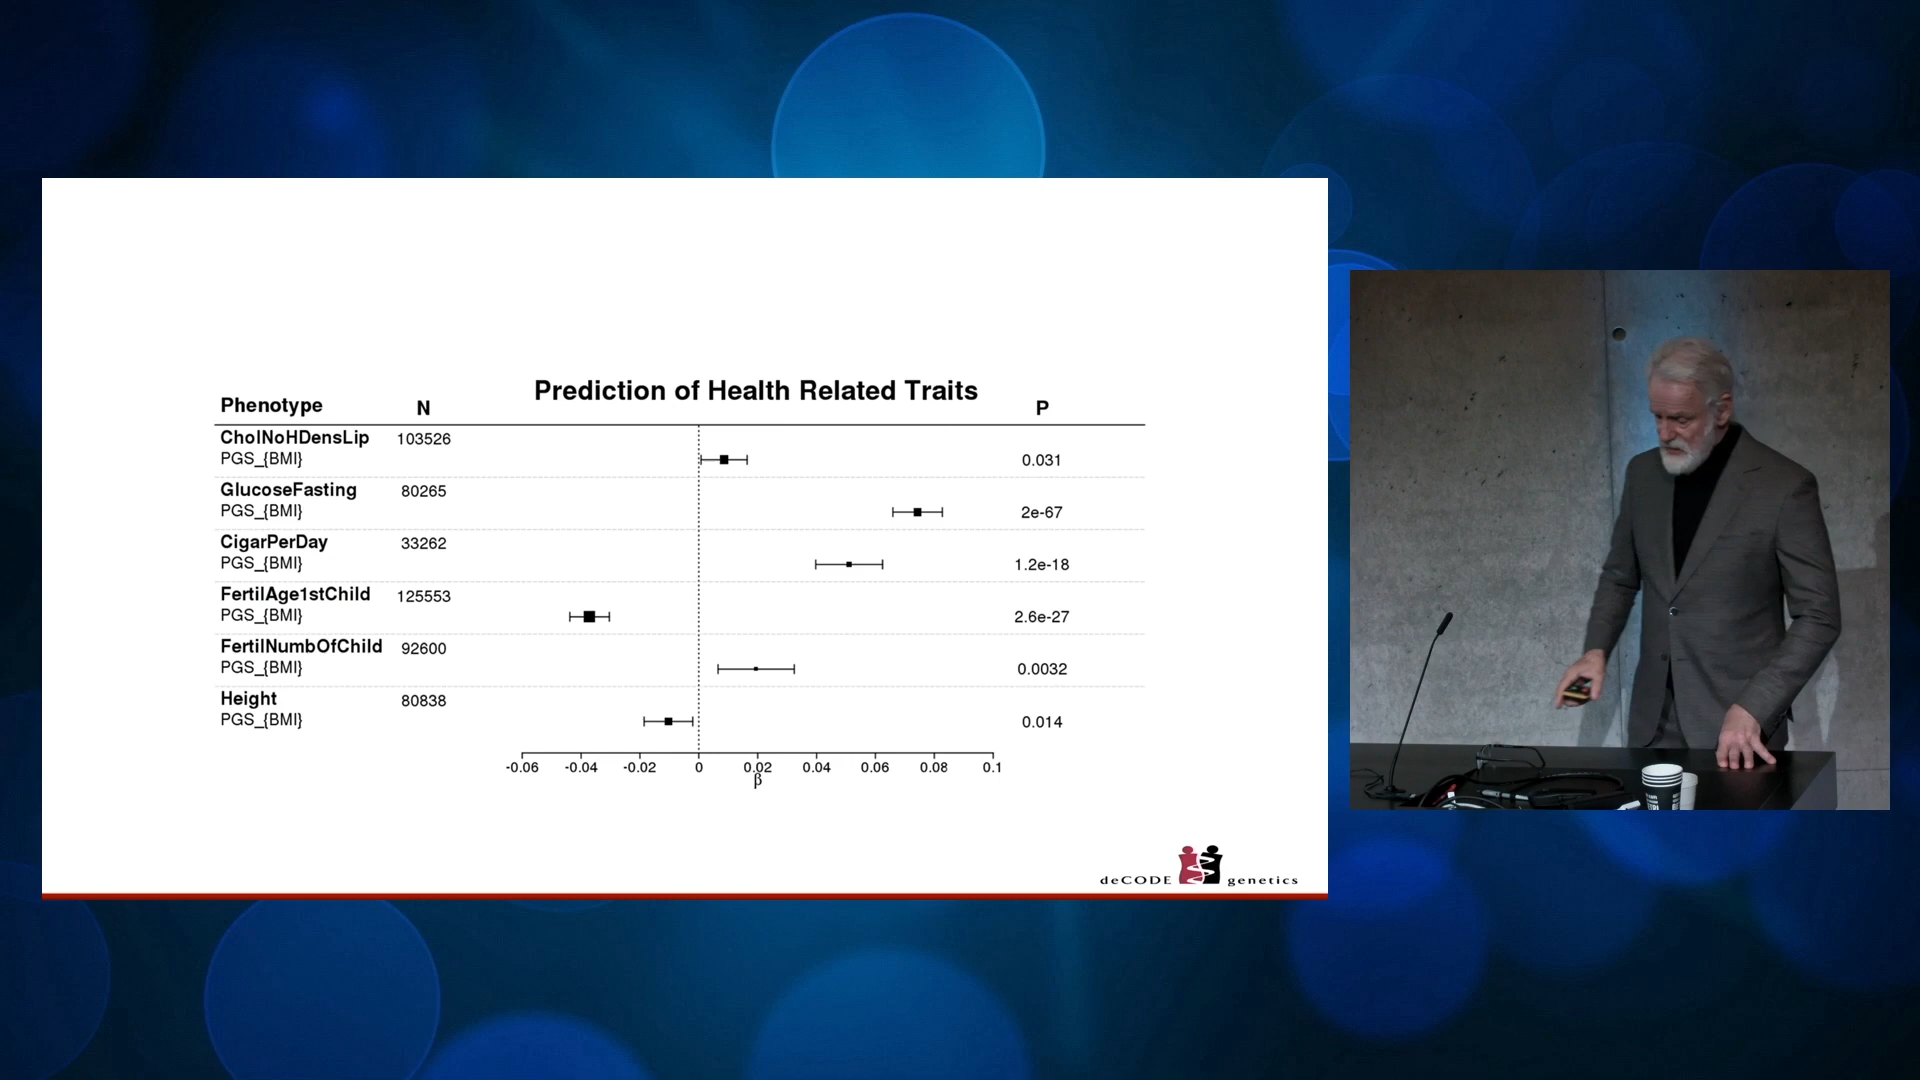 Prediction of Health Related Traits
Phenotype N P
CholNoHDensLip 103526
PGS_{BMI} 0.031
GlucoseFasting 80265
PGS_{BMI} 2e-67
CigarPerDay 33262
PGS_{BMI} 1.2e-18
FertilAge1stChild 125553
PGS_{BMI} 2.6e-27
FertilNumbOfChild 92600
PGS_{BMI} 0.0032
Height 80838
PGS_{BMI} 0.014
-0.06 -0.04 -0.02 0 0.02 0.04 0.06 0.08 0.1
β
deCODE genetics